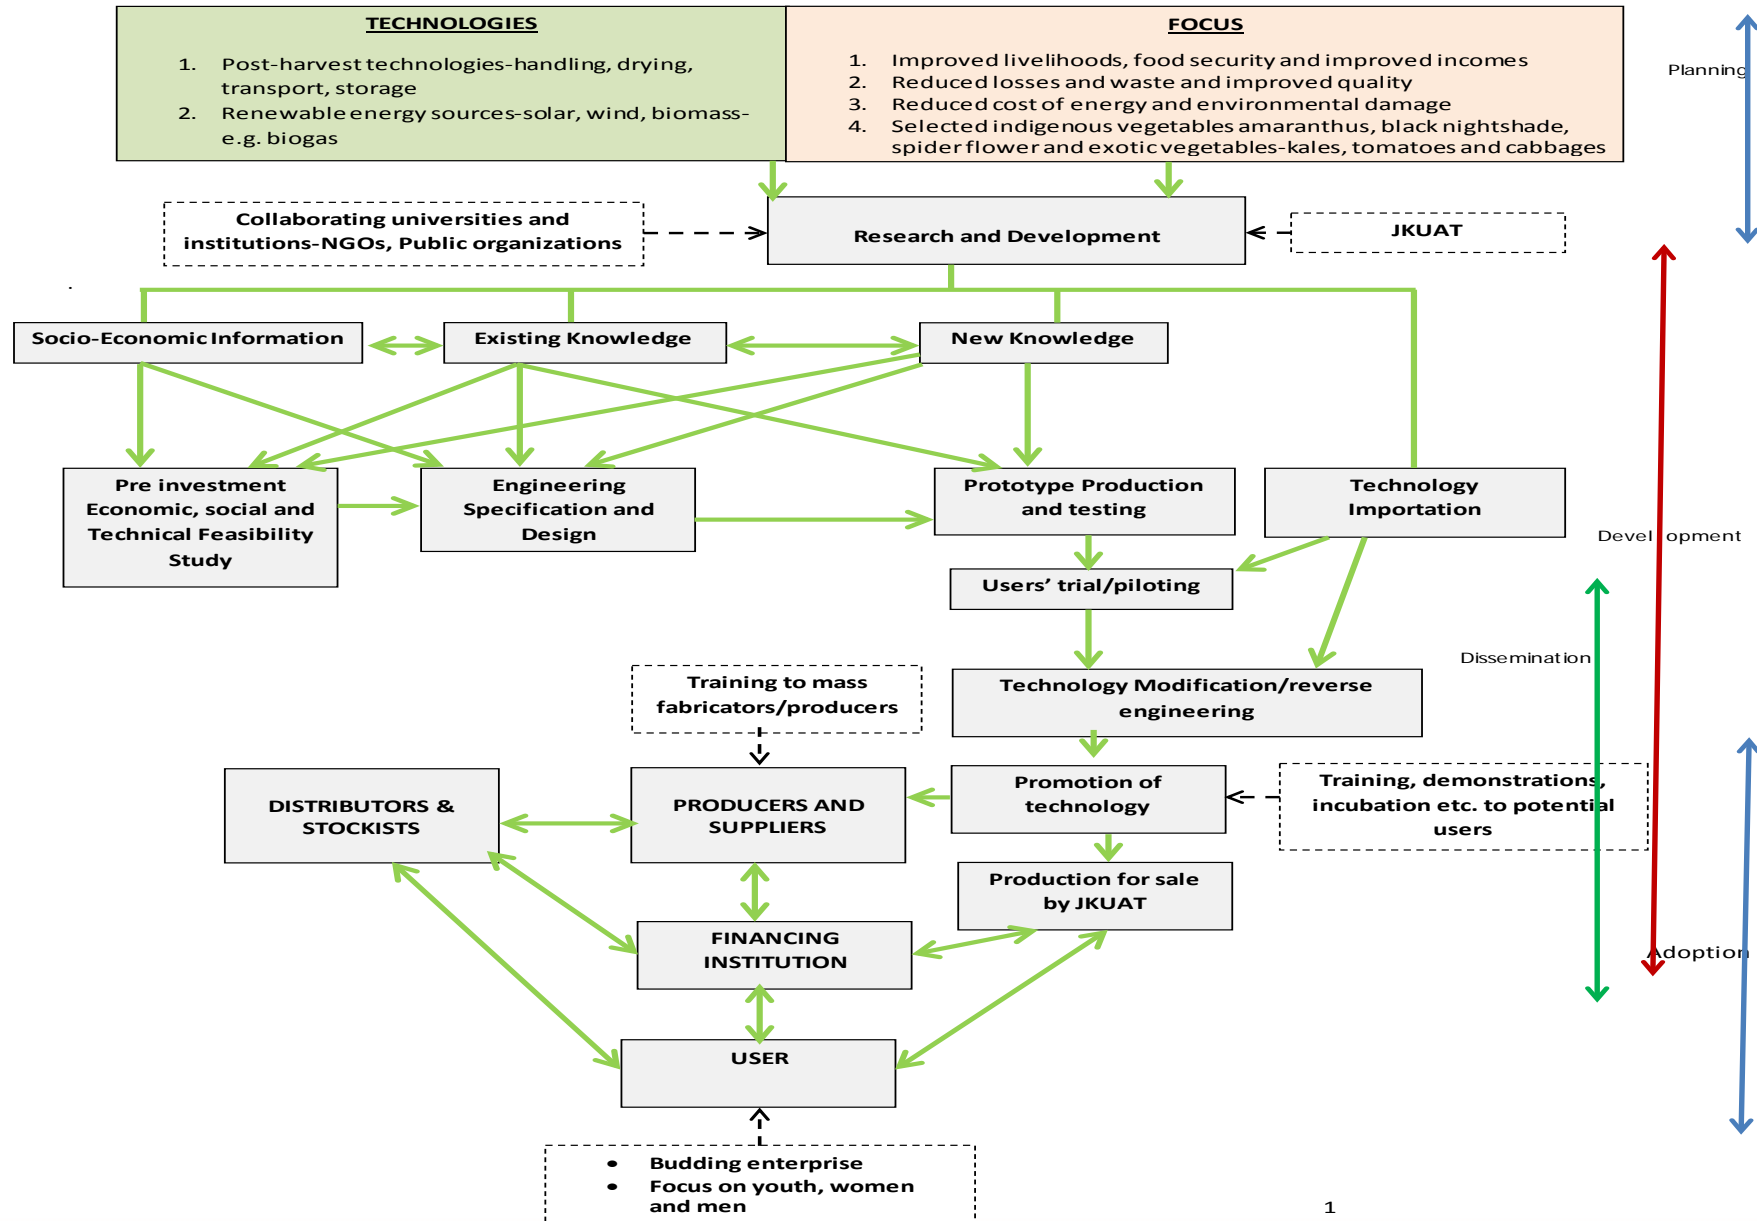 TECHNOLOGIES
1. Post-harvest technologies-handling, drying,
transport, storage
2. Renewable energy sources-solar, wind, biomass-
e.g. biogas
FOCUS
1. Improved livelihoods, food security and improved incomes
2. Reduced losses and waste and improved quality
3. Reduced cost of energy and environmental damage
4. Selected indigenous vegetables amaranthus, black nightshade,
spider flower and exotic vegetables-kales, tomatoes and cabbages
Planning
Collaborating universities and
institutions-NGOs, Public organizations
Research and Development
JKUAT
.
Socio-Economic Information
Existing Knowledge
New Knowledge
Pre investment
Economic, social and
Technical Feasibility
Study
Engineering
Specification and
Design
Prototype Production
and testing
Technology
Importation
Development
Users’ trial/piloting
Dissemination
Training to mass
fabricators/producers
Technology Modification/reverse
engineering
DISTRIBUTORS &
STOCKISTS
PRODUCERS AND
SUPPLIERS
Promotion of
technology
Training, demonstrations,
incubation etc. to potential
users
Production for sale
by JKUAT
FINANCING
INSTITUTION
Adoption
USER
• Budding enterprise
• Focus on youth, women
and men
1